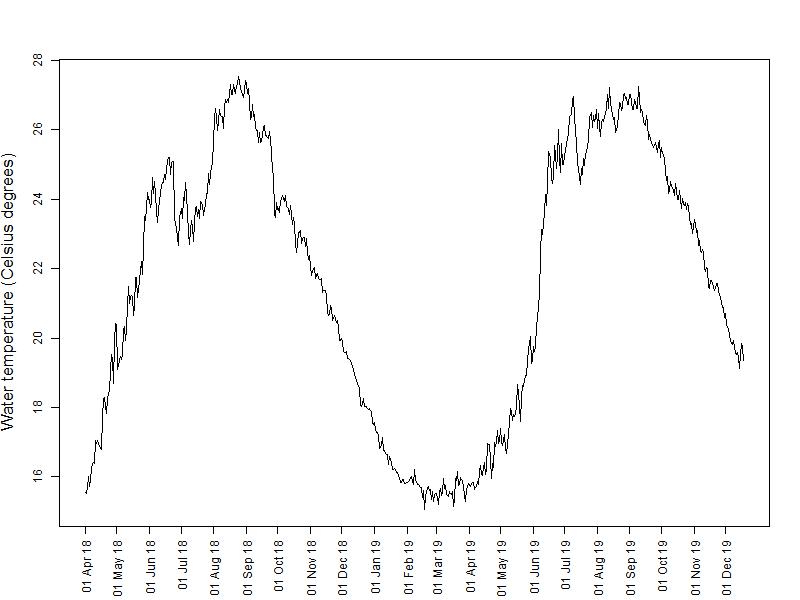 Water temperature (Celsius degrees)
28
26
24
22
20
18
16
01 Apr 18
01 May 18
01 Jun 18
01 Jul 18
01 Aug 18
01 Sep 18
01 Oct 18
01 Nov 18
01 Dec 18
01 Jan 19
01 Feb 19
01 Mar 19
01 Apr 19
01 May 19
01 Jun 19
01 Jul 19
01 Aug 19
01 Sep 19
01 Oct 19
01 Nov 19
01 Dec 19